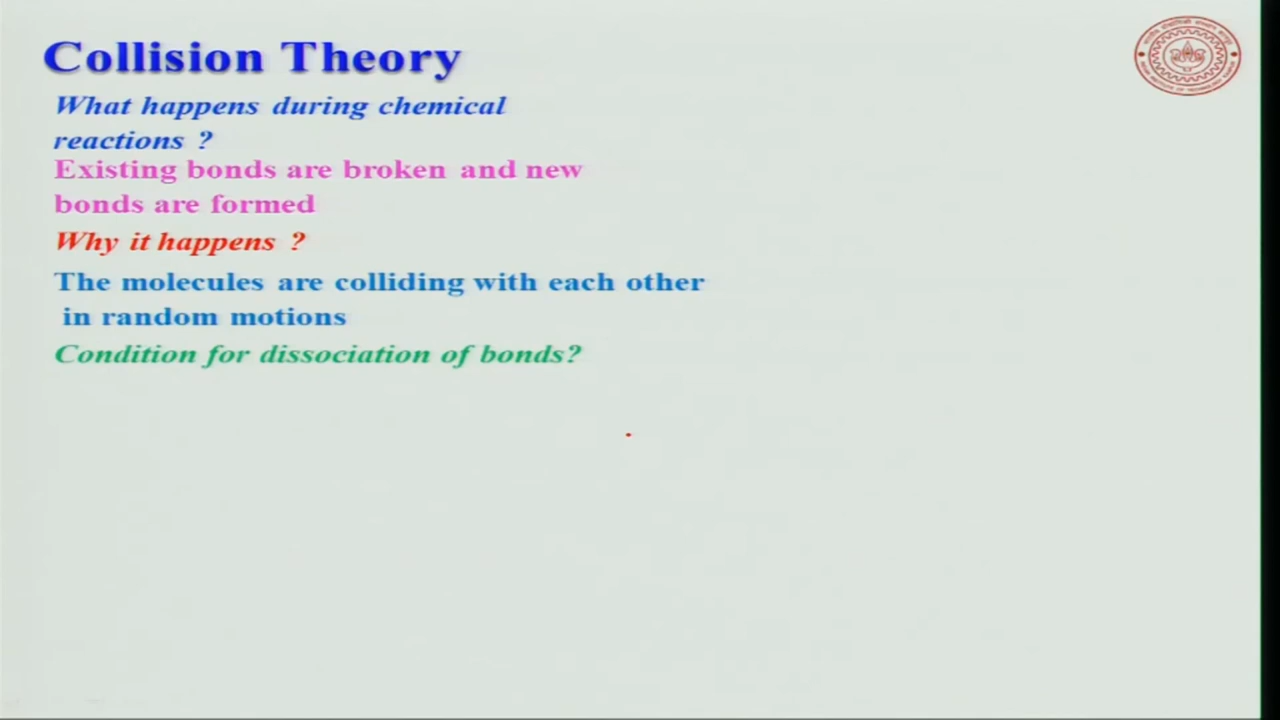 Collision Theory
What happens during chemical
reactions ?
Existing bonds are broken and new
bonds are formed
Why it happens ?
The molecules are colliding with each other
in random motions
Condition for dissociation of bonds?